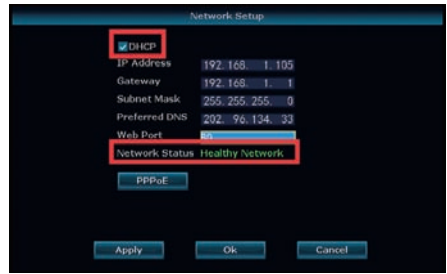 Network Setup
DHCP
IP Address 192. 168. 1. 105
Gateway 192. 168. 1. 1
Subnet Mask 255. 255. 255. 0
Preferred DNS 202. 96. 134. 33
Web Port
Network Status Healthy Network
PPPoE
Apply Ok Cancel